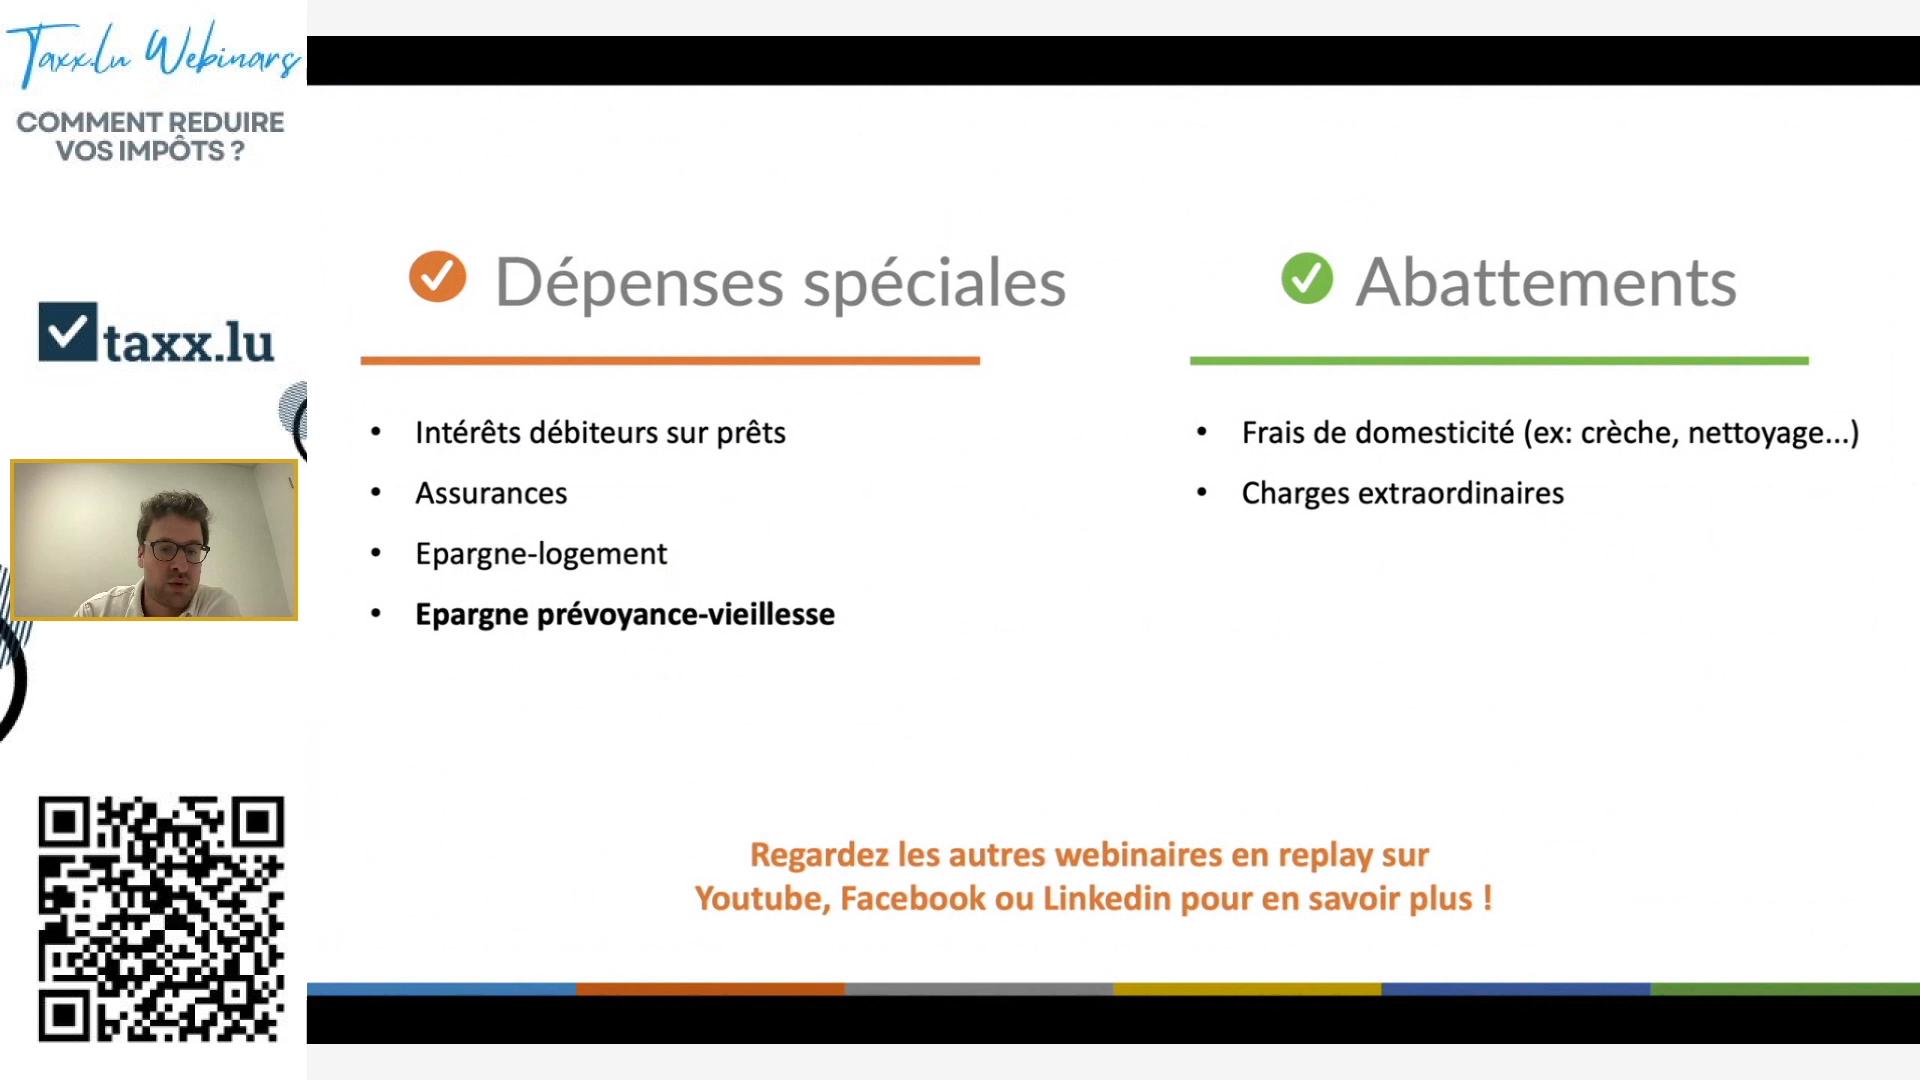 Taxx.lu Webinars
COMMENT REDUIRE
VOS IMPÔTS ?
taxx.lu
Dépenses spéciales
• Intérêts débiteurs sur prêts
• Assurances
• Epargne-logement
• Epargne prévoyance-vieillesse
Abattements
• Frais de domesticité (ex: crèche, nettoyage...)
• Charges extraordinaires
Regardez les autres webinaires en replay sur
Youtube, Facebook ou Linkedin pour en savoir plus !